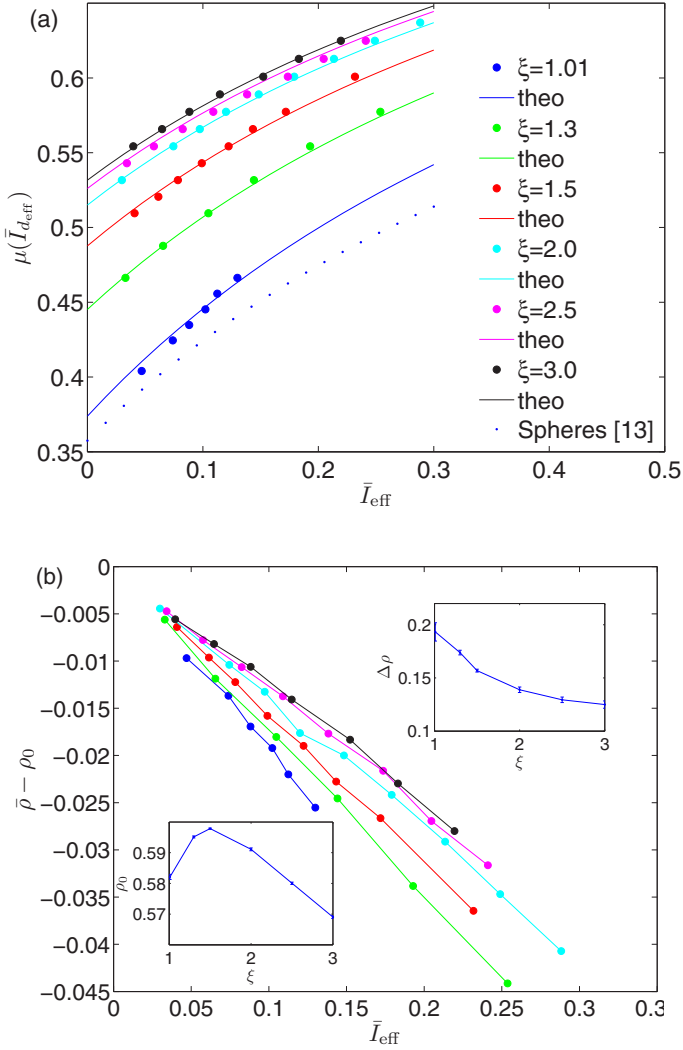 (a)
0.6
0.55
0.5
0.45
0.4
0.35
μ(Ī_d_eff)
0 0.1 0.2 0.3 0.4 0.5
Ī_eff
ξ=1.01
theo
ξ=1.3
theo
ξ=1.5
theo
ξ=2.0
theo
ξ=2.5
theo
ξ=3.0
theo
Spheres [13]
(b)
0
−0.005
−0.01
−0.015
−0.02
−0.025
−0.03
−0.035
−0.04
−0.045
ρ̄ − ρ₀
0 0.05 0.1 0.15 0.2 0.25 0.3 0.3
Ī_eff
0.2
0.15
0.1
Δρ
1 2 3
ξ
0.59
0.58
0.57
ρ₀
1 2 3
ξ